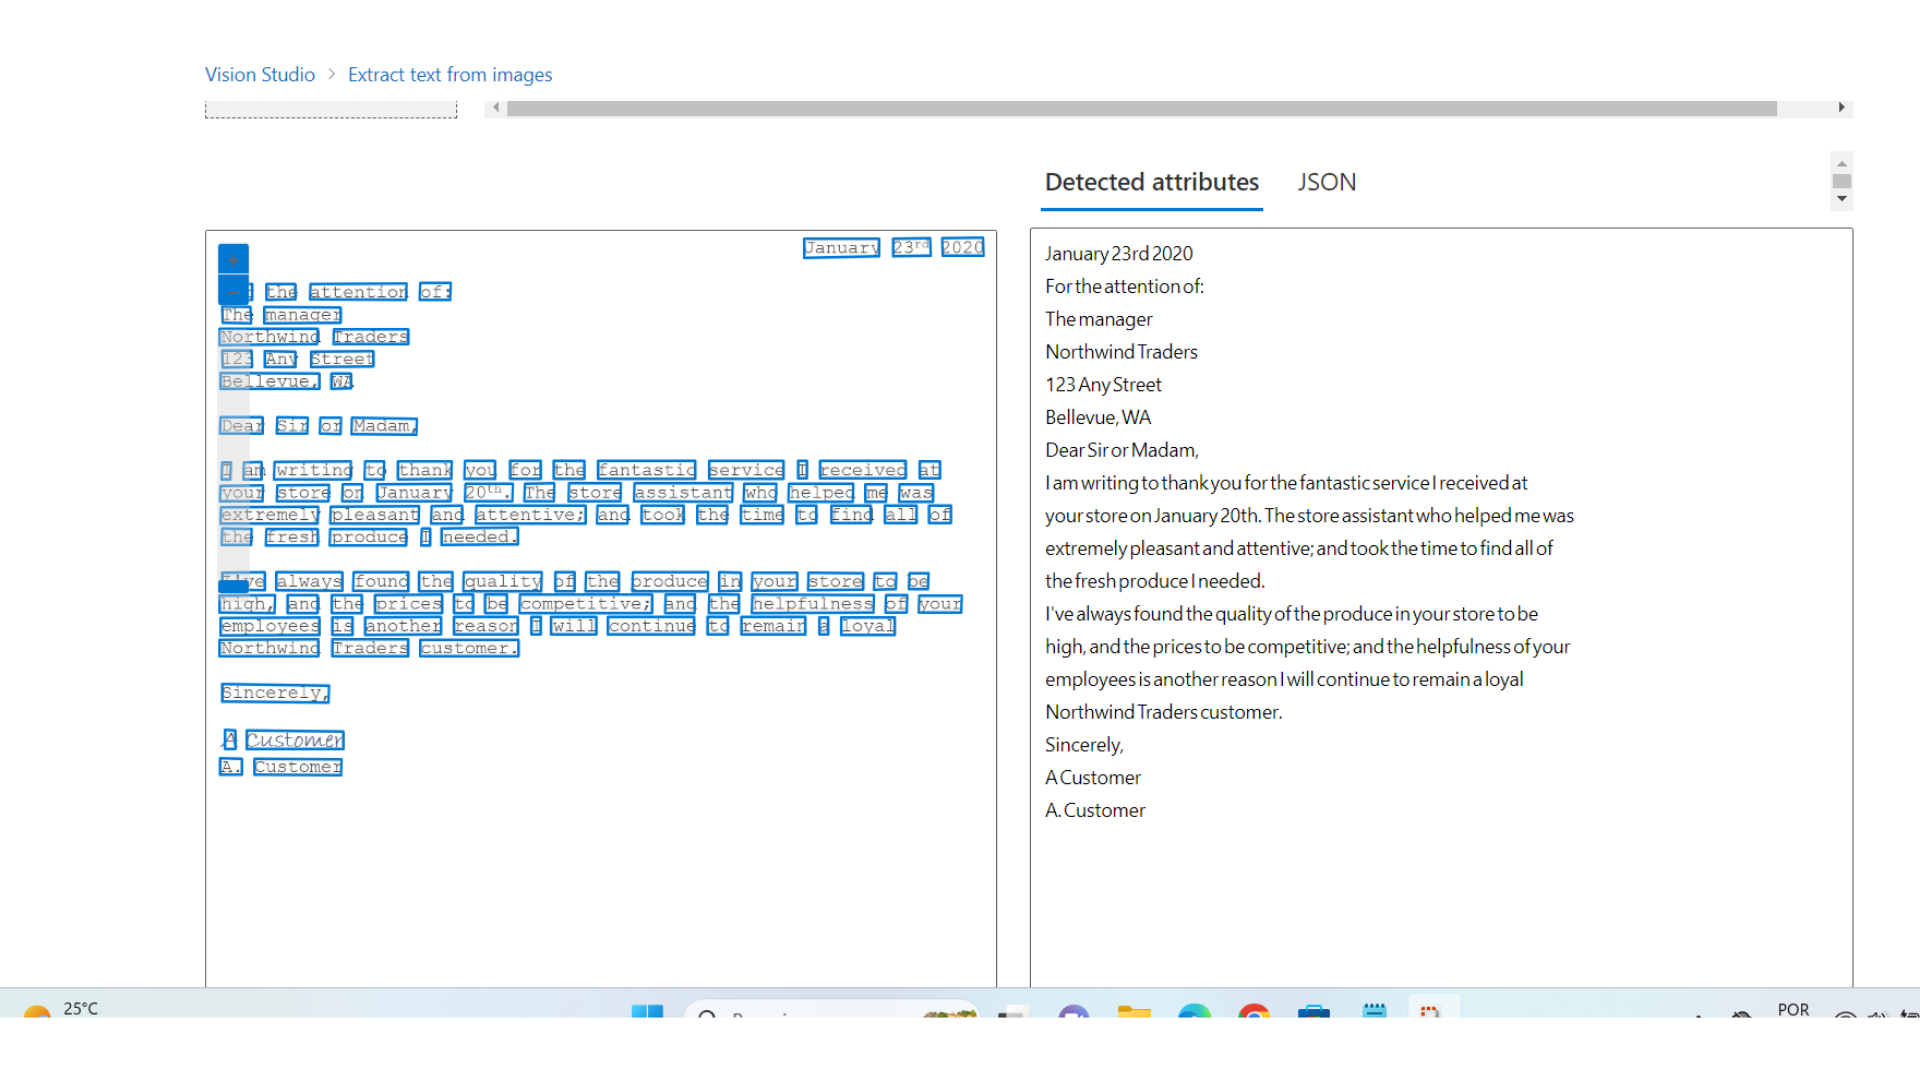 Vision Studio > Extract text from images
Detected attributes JSON
January 23rd 2020
the attention of:
The manager
Northwind Traders
123 Any Street
Bellevue, WA
Dear Sir or Madam,
I am writing to thank you for the fantastic service I received at
your store on January 20th. The store assistant who helped me was
extremely pleasant and attentive; and took the time to find all of
the fresh produce I needed.
I've always found the quality of the produce in your store to be
high, and the prices to be competitive; and the helpfulness of your
employees is another reason I will continue to remain a loyal
Northwind Traders customer.
Sincerely,
A Customer
A. Customer
January 23rd 2020
For the attention of:
The manager
Northwind Traders
123 Any Street
Bellevue, WA
Dear Sir or Madam,
I am writing to thank you for the fantastic service I received at
your store on January 20th. The store assistant who helped me was
extremely pleasant and attentive; and took the time to find all of
the fresh produce I needed.
I've always found the quality of the produce in your store to be
high, and the prices to be competitive; and the helpfulness of your
employees is another reason I will continue to remain a loyal
Northwind Traders customer.
Sincerely,
A Customer
A. Customer
25°C
POR